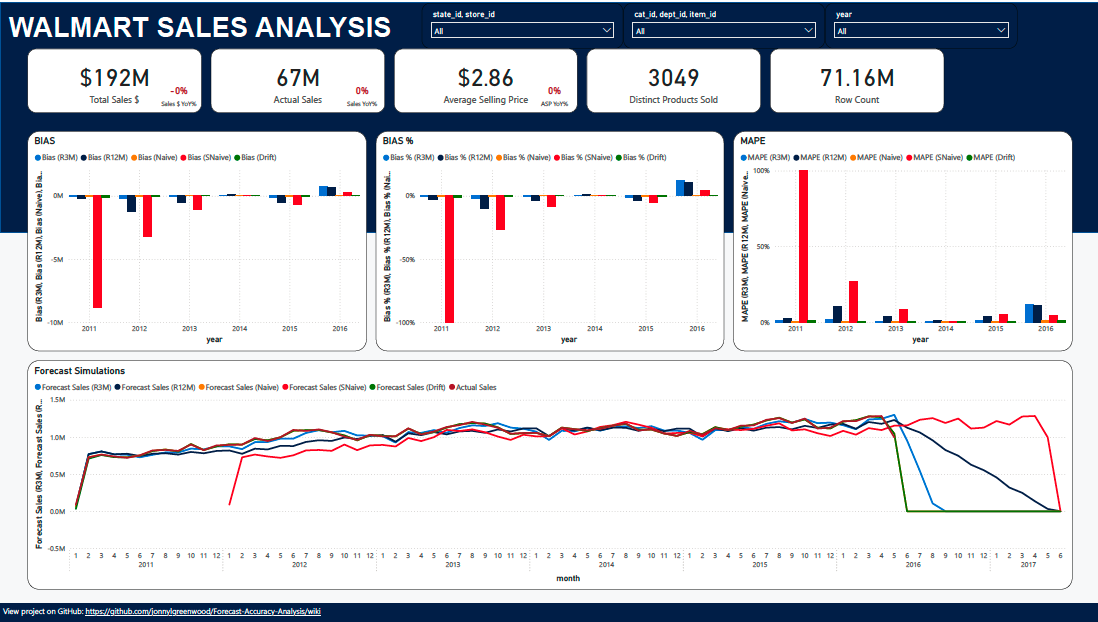 WALMART SALES ANALYSIS
state_id, store_id
All
cat_id, dept_id, item_id
All
year
All
$192M
Total Sales $
-0%
Sales $ YoY%
67M
Actual Sales
0%
Sales YoY%
$2.86
Average Selling Price
0%
ASP YoY%
3049
Distinct Products Sold
71.16M
Row Count
BIAS
Bias (R3M) Bias (R12M) Bias (Naive) Bias (SNaive) Bias (Drift)
Bias (R3M), Bias (R12M), Bias (Naive), Bia...
0M
-5M
-10M
2011 2012 2013 2014 2015 2016
year
BIAS %
Bias % (R3M) Bias % (R12M) Bias % (Naive) Bias % (SNaive) Bias % (Drift)
Bias % (R3M), Bias % (R12M), Bias % (Nai...
0%
-50%
-100%
2011 2012 2013 2014 2015 2016
year
MAPE
MAPE (R3M) MAPE (R12M) MAPE (Naive) MAPE (SNaive) MAPE (Drift)
MAPE (R3M), MAPE (R12M), MAPE (Naive...
100%
50%
0%
2011 2012 2013 2014 2015 2016
year
Forecast Simulations
Forecast Sales (R3M) Forecast Sales (R12M) Forecast Sales (Naive) Forecast Sales (SNaive) Forecast Sales (Drift) Actual Sales
Forecast Sales (R3M), Forecast Sales (R...
1.5M
1.0M
0.5M
0.0M
-0.5M
1 2 3 4 5 6 7 8 9 10 11 12 1 2 3 4 5 6 7 8 9 10 11 12 1 2 3 4 5 6 7 8 9 10 11 12 1 2 3 4 5 6 7 8 9 10 11 12 1 2 3 4 5 6 7 8 9 10 11 12 1 2 3 4 5 6 7 8 9 10 11 12 1 2 3 4 5 6
2011 2012 2013 2014 2015 2016 2017
month
View project on GitHub: https://github.com/jonnylgreenwood/Forecast-Accuracy-Analysis/wiki